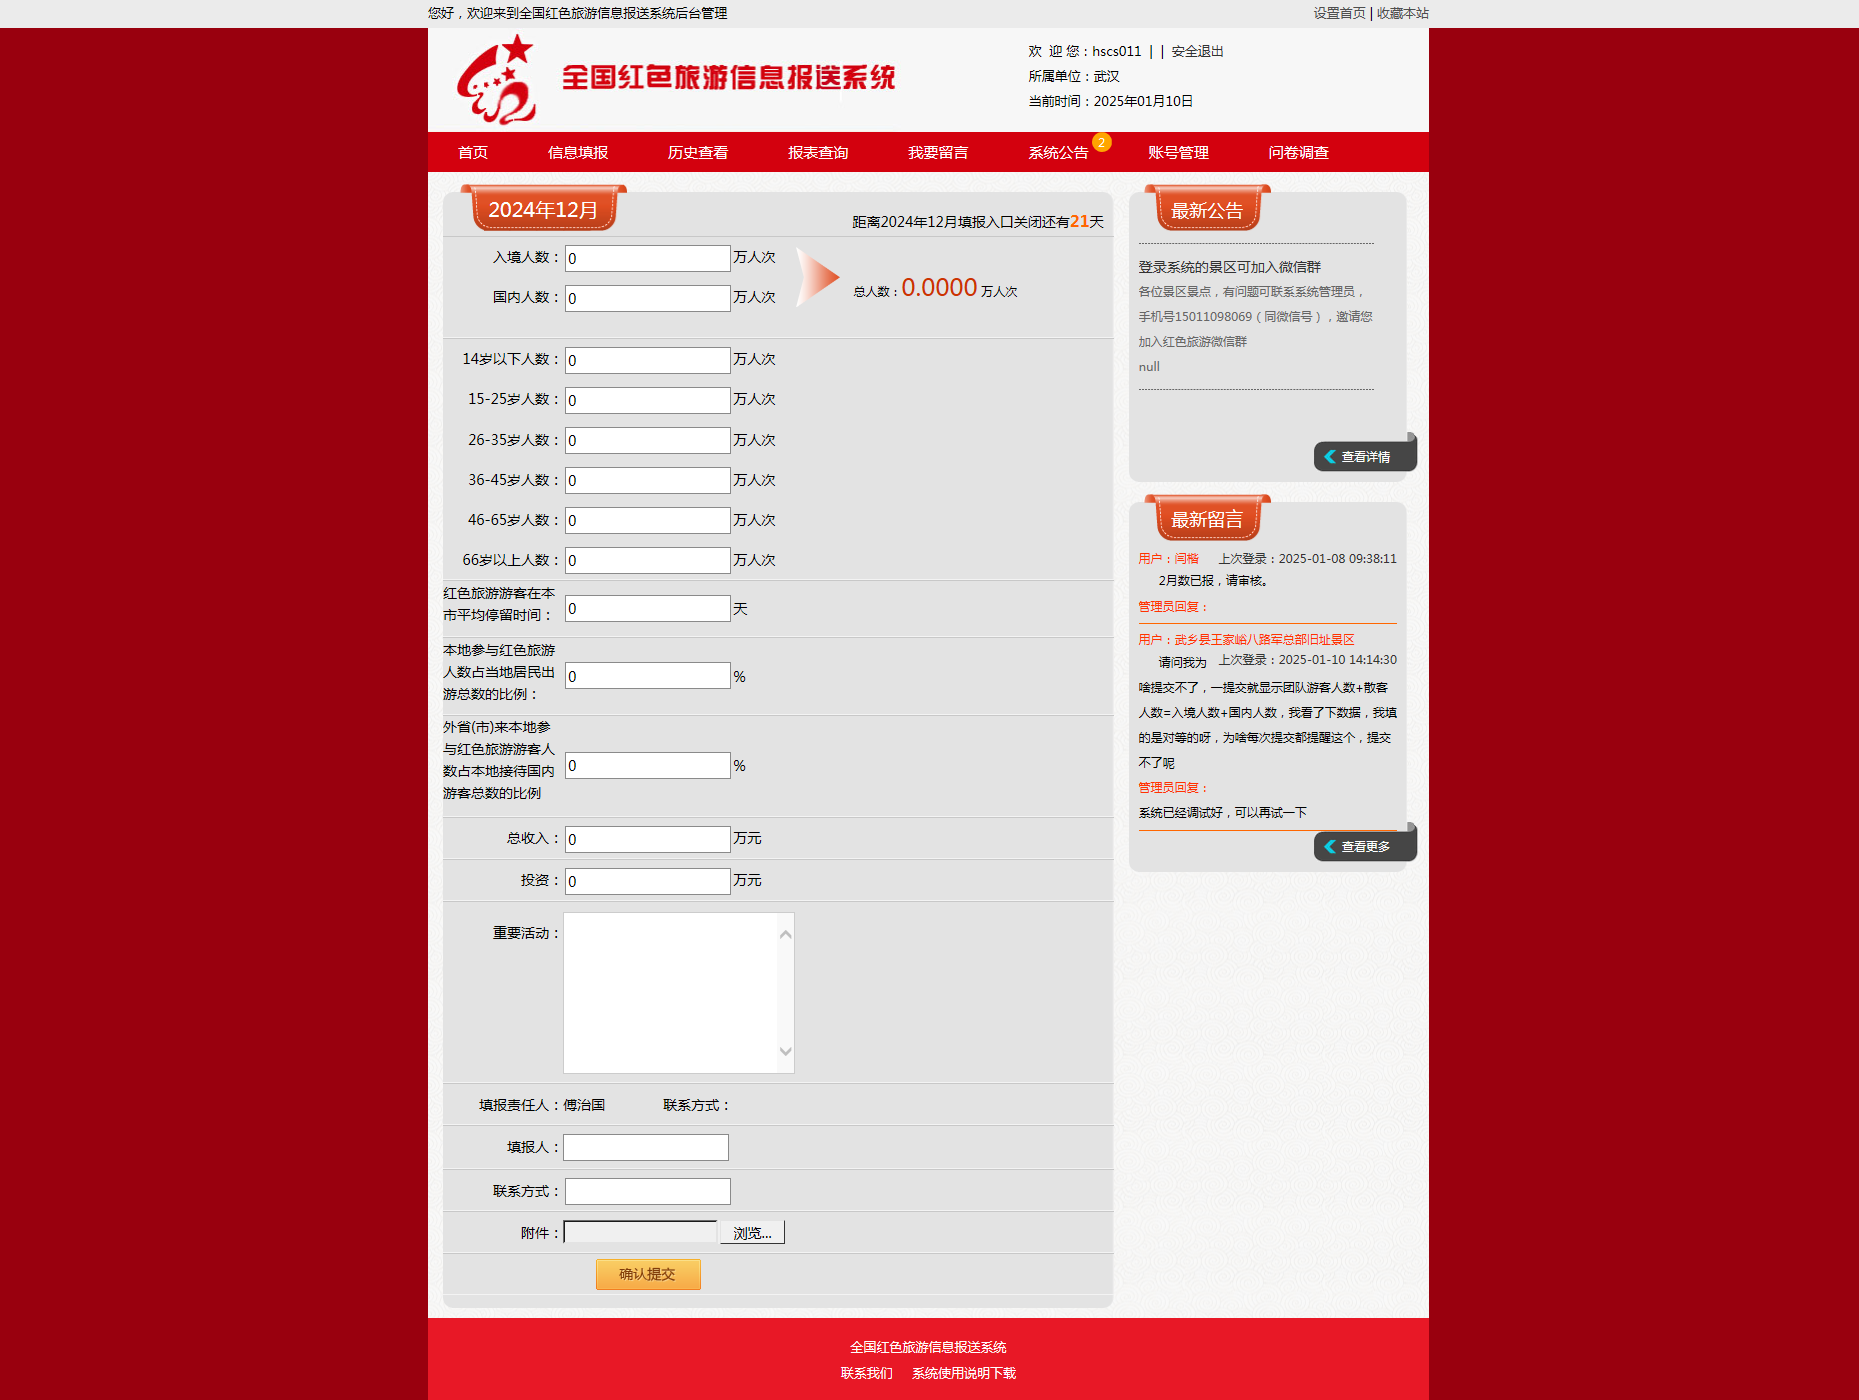 您好，欢迎来到全国红色旅游信息报送系统后台管理
设置首页 | 收藏本站
全国红色旅游信息报送系统
欢 迎 您：hscs011 | | 安全退出
所属单位：武汉
当前时间：2025年01月10日
首页 信息填报 历史查看 报表查询 我要留言 系统公告 2 账号管理 问卷调查
2024年12月
距离2024年12月填报入口关闭还有21天
入境人数： 0 万人次
国内人数： 0 万人次
总人数：0.0000 万人次
14岁以下人数： 0 万人次
15-25岁人数： 0 万人次
26-35岁人数： 0 万人次
36-45岁人数： 0 万人次
46-65岁人数： 0 万人次
66岁以上人数： 0 万人次
红色旅游游客在本
市平均停留时间：
0 天
本地参与红色旅游
人数占当地居民出
游总数的比例：
0 %
外省(市)来本地参
与红色旅游游客人
数占本地接待国内
游客总数的比例
0 %
总收入： 0 万元
投资： 0 万元
重要活动：
填报责任人：傅治国 联系方式：
填报人：
联系方式：
附件： 浏览...
确认提交
最新公告
登录系统的景区可加入微信群
各位景区景点，有问题可联系系统管理员，
手机号15011098069（同微信号），邀请您
加入红色旅游微信群
null
查看详情
最新留言
用户：闫楷 上次登录：2025-01-08 09:38:11
2月数已报，请审核。
管理员回复：
用户：武乡县王家峪八路军总部旧址景区
请问我为 上次登录：2025-01-10 14:14:30
啥提交不了，一提交就显示团队游客人数+散客
人数=入境人数+国内人数，我看了下数据，我填
的是对等的呀，为啥每次提交都提醒这个，提交
不了呢
管理员回复：
系统已经调试好，可以再试一下
查看更多
全国红色旅游信息报送系统
联系我们 系统使用说明下载